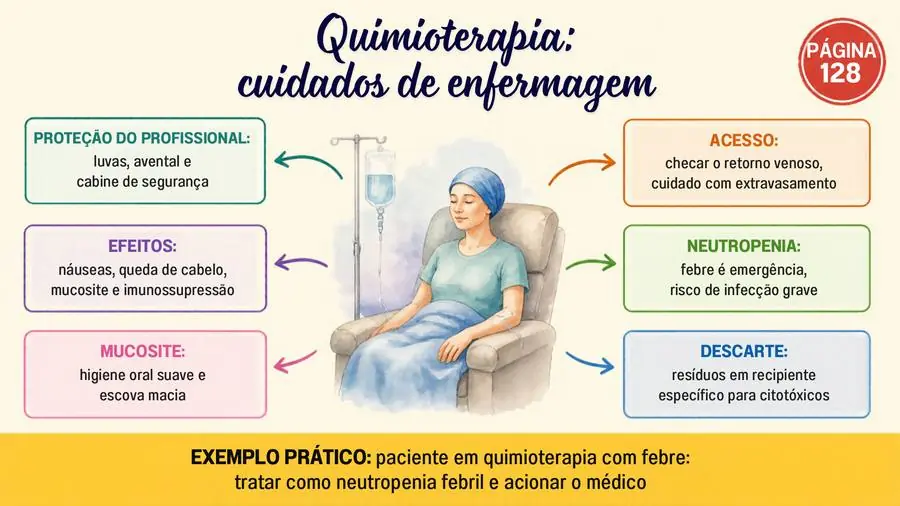 Quimioterapia:
cuidados de enfermagem
PÁGINA
128
PROTEÇÃO DO PROFISSIONAL:
luvas, avental e
cabine de segurança
EFEITOS:
náuseas, queda de cabelo,
mucosite e imunossupressão
MUCOSITE:
higiene oral suave e
escova macia
ACESSO:
checar o retorno venoso,
cuidado com extravasamento
NEUTROPENIA:
febre é emergência,
risco de infecção grave
DESCARTE:
resíduos em recipiente
específico para citotóxicos
EXEMPLO PRÁTICO: paciente em quimioterapia com febre:
tratar como neutropenia febril e acionar o médico